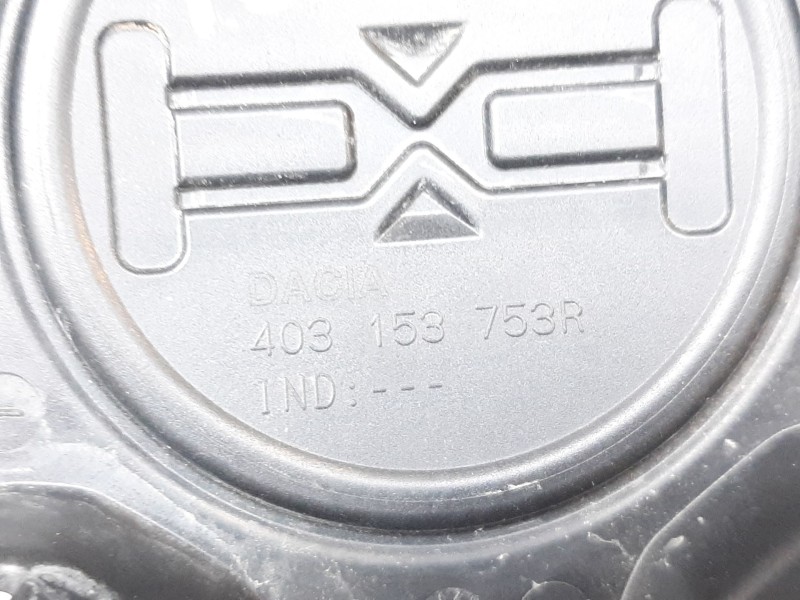 DACIA
403 153 753R
IND:---